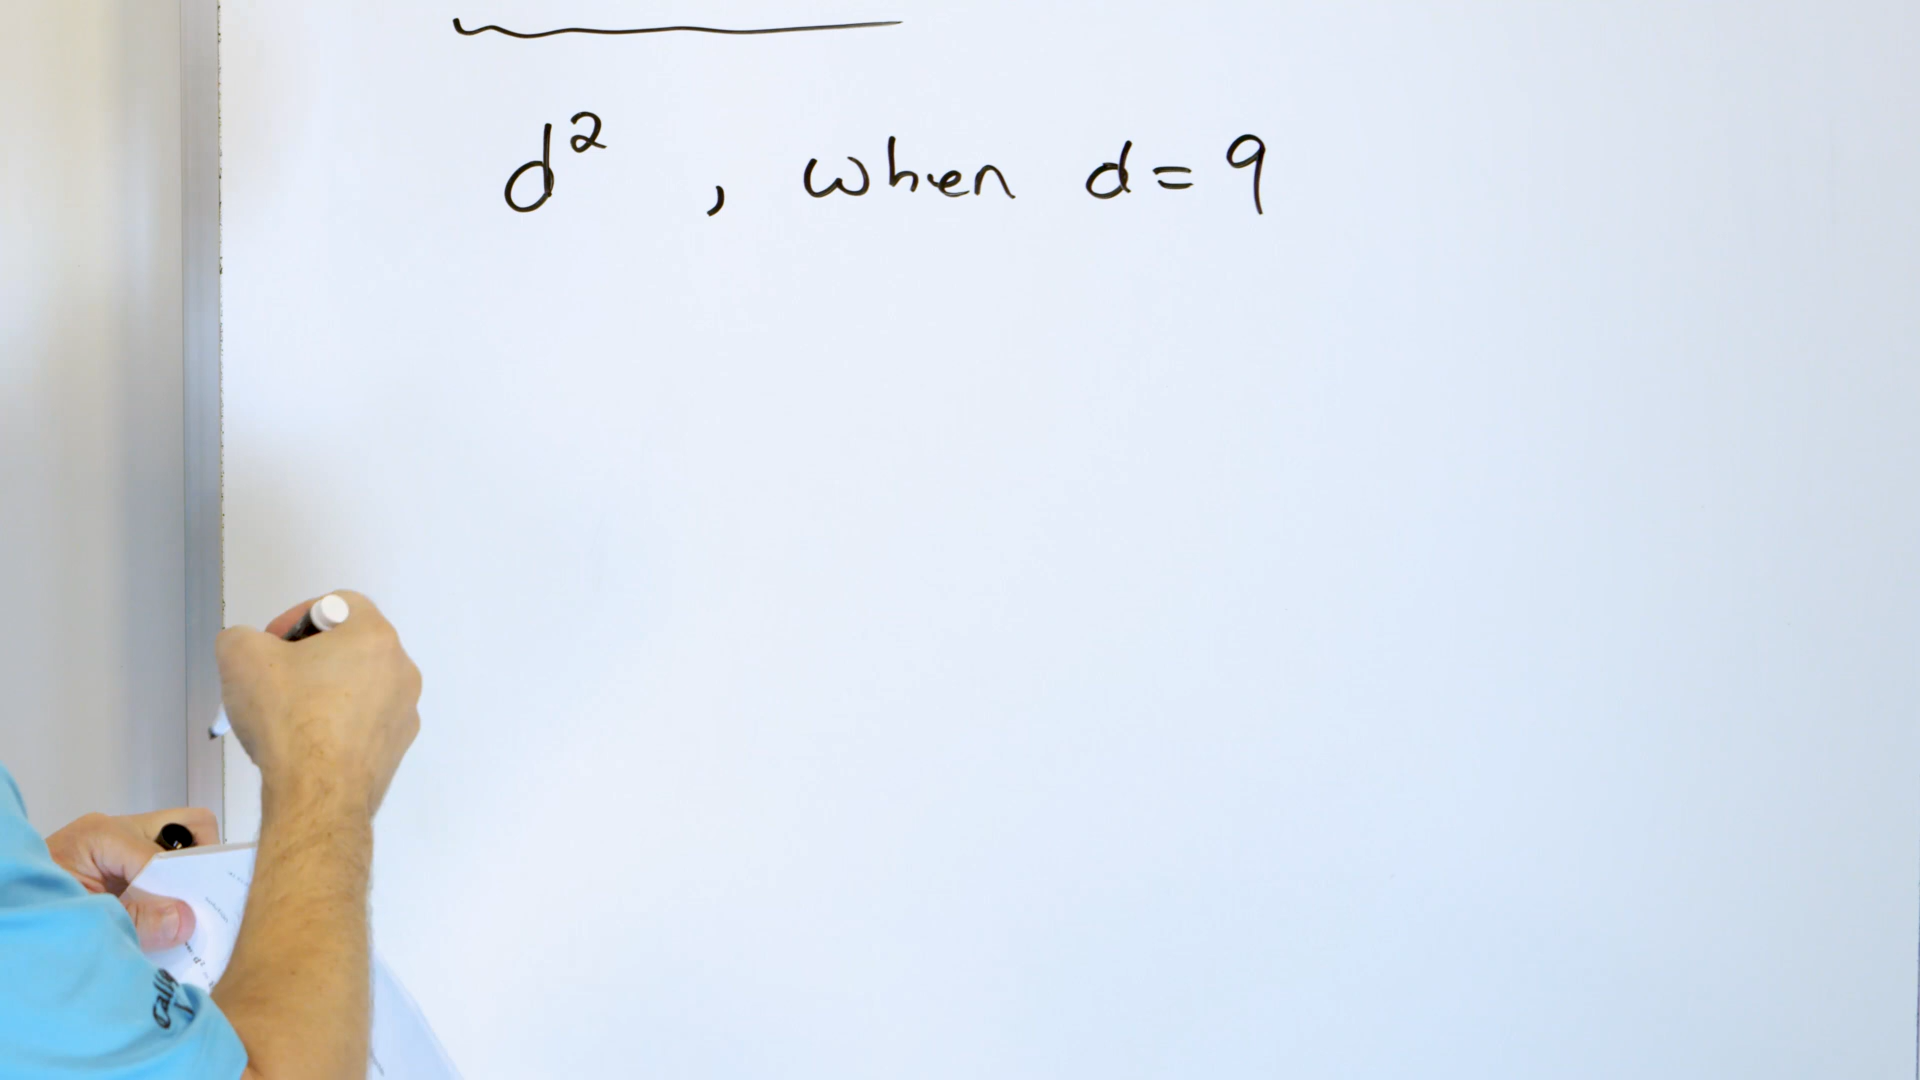 d² , when d = 9